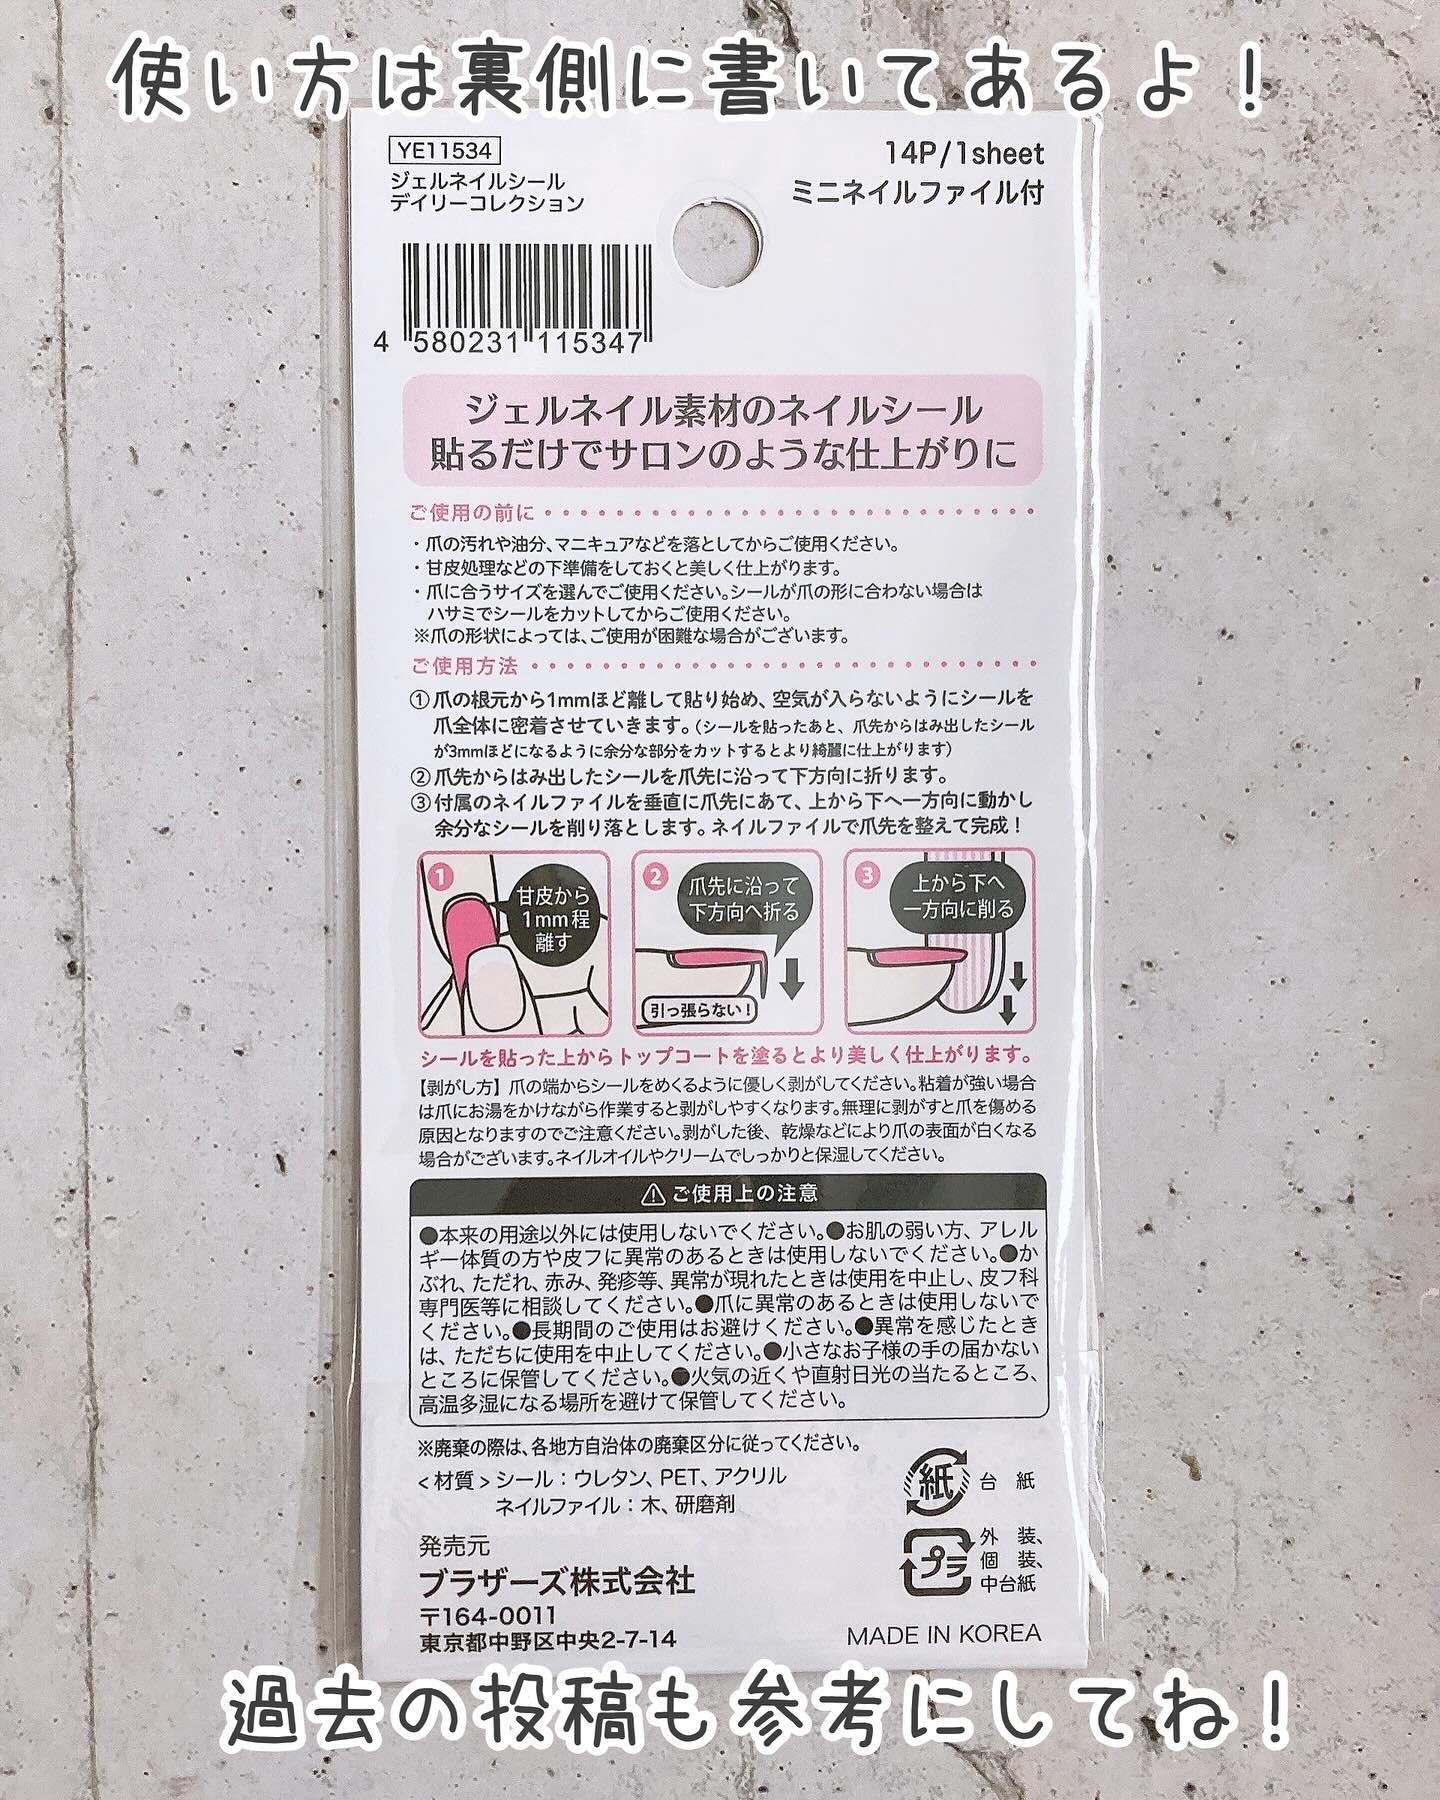 使い方は裏側に書いてあるよ！
YE11534
ジェルネイルシール
デイリーコレクション
14P/1sheet
ミニネイルファイル付
4 580231 115347
ジェルネイル素材のネイルシール
貼るだけでサロンのような仕上がりに
ご使用の前に
・爪の汚れや油分、マニキュアなどを落としてからご使用ください。
・甘皮処理などの下準備をしておくと美しく仕上がります。
・爪に合うサイズを選んでご使用ください。シールが爪の形に合わない場合は
ハサミでシールをカットしてからご使用ください。
※爪の形状によっては、ご使用が困難な場合がございます。
ご使用方法
①爪の根元から1mmほど離して貼り始め、空気が入らないようにシールを
爪全体に密着させていきます。（シールを貼ったあと、爪先からはみ出したシール
が3mmほどになるように余分な部分をカットするとより綺麗に仕上がります）
②爪先からはみ出したシールを爪先に沿って下方向に折ります。
③付属のネイルファイルを垂直に爪先にあて、上から下へ一方向に動かし
余分なシールを削り落とします。ネイルファイルで爪先を整えて完成！
1
甘皮から
1mm程
離す
2
爪先に沿って
下方向へ折る
引っ張らない！
3
上から下へ
一方向に削る
シールを貼った上からトップコートを塗るとより美しく仕上がります。
【剥がし方】爪の端からシールをめくるように優しく剥がしてください。粘着が強い場合
は爪にお湯をかけながら作業すると剥がしやすくなります。無理に剥がすと爪を傷める
原因となりますのでご注意ください。剥がした後、乾燥などにより爪の表面が白くなる
場合がございます。ネイルオイルやクリームでしっかりと保湿してください。
⚠ご使用上の注意
●本来の用途以外には使用しないでください。●お肌の弱い方、アレル
ギー体質の方や皮フに異常のあるときは使用しないでください。●か
ぶれ、ただれ、赤み、発疹等、異常が現れたときは使用を中止し、皮フ科
専門医等に相談してください。●爪に異常のあるときは使用しないで
ください。●長期間のご使用はお避けください。●異常を感じたとき
は、ただちに使用を中止してください。●小さなお子様の手の届かない
ところに保管してください。●火気の近くや直射日光の当たるところ、
高温多湿になる場所を避けて保管してください。
※廃棄の際は、各地方自治体の廃棄区分に従ってください。
<材質>シール：ウレタン、PET、アクリル
ネイルファイル：木、研磨剤
紙 台紙
発売元
ブラザーズ株式会社
〒164-0011
東京都中野区中央2-7-14
プラ
外装、
個装、
中台紙
MADE IN KOREA
過去の投稿も参考にしてね！